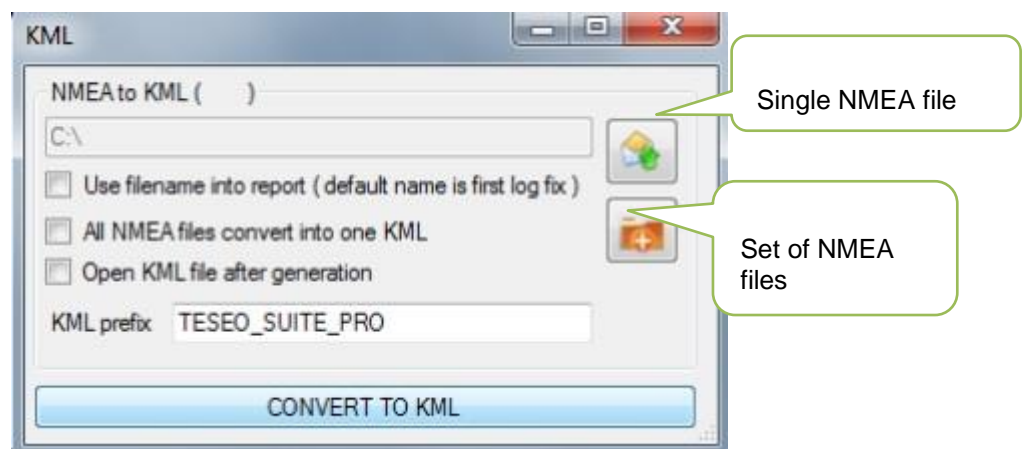 KML
NMEA to KML ( )
C:\
Use filename into report ( default name is first log fix )
All NMEA files convert into one KML
Open KML file after generation
KML prefix TESEO_SUITE_PRO
CONVERT TO KML
Single NMEA file
Set of NMEA
files